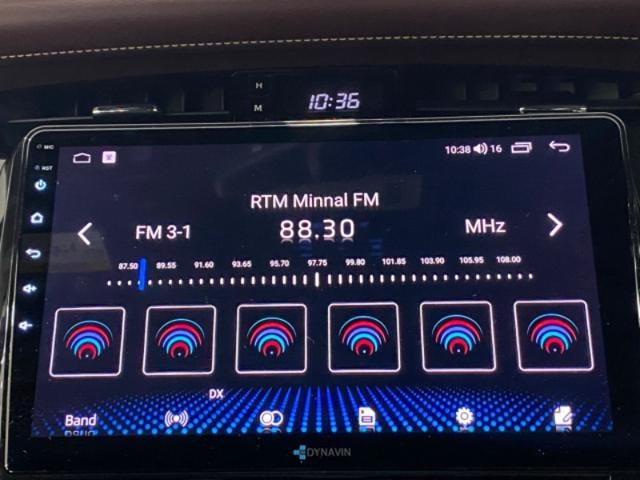 H
M
10:36
MIC
RST
10:38 16
RTM Minnal FM
FM 3-1 88.30 MHz
87.50 89.55 91.60 93.65 95.70 97.75 99.80 101.85 103.90 105.95 108.00
DX
Band
DYNAVIN